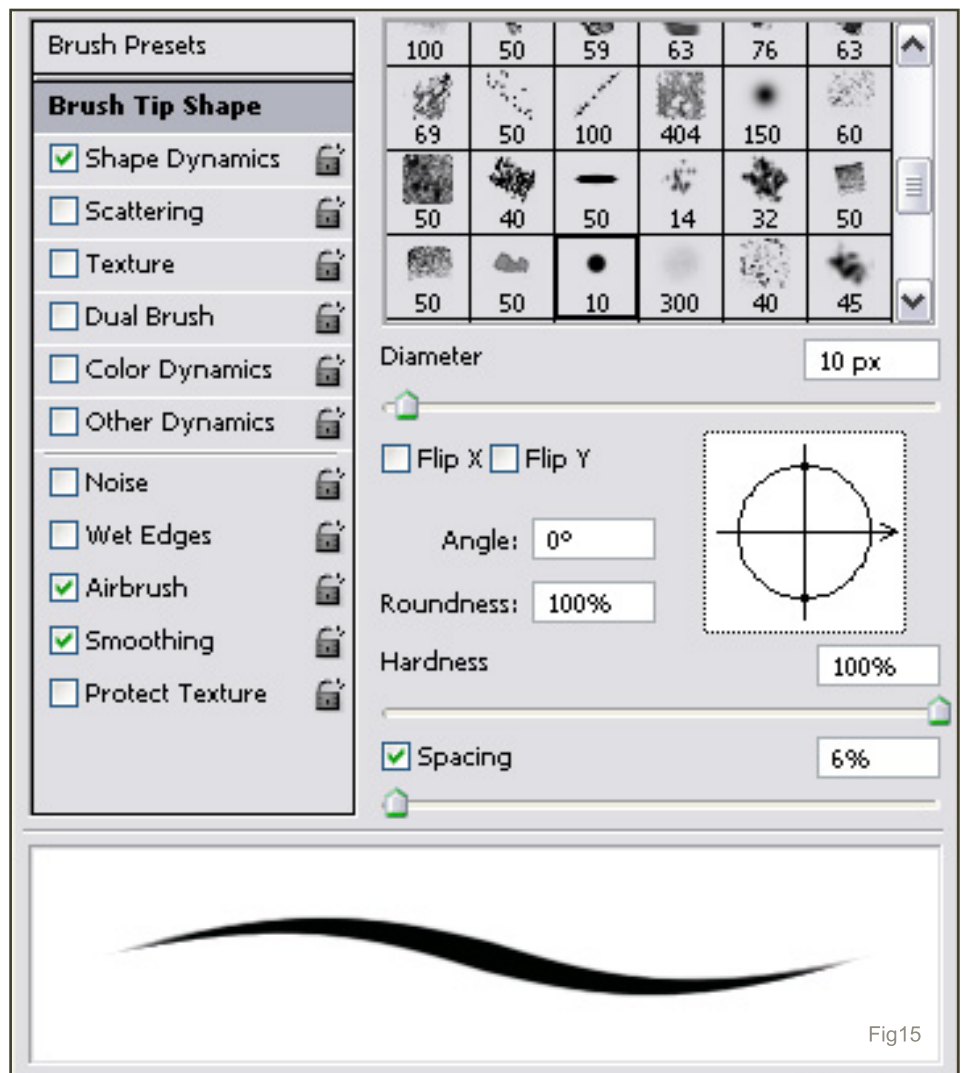 Brush Presets
Brush Tip Shape
Shape Dynamics
Scattering
Texture
Dual Brush
Color Dynamics
Other Dynamics
Noise
Wet Edges
Airbrush
Smoothing
Protect Texture
100 50 59 63 76 63
69 50 100 404 150 60
50 40 50 14 32 50
50 50 10 300 40 45
Diameter 10 px
Flip X Flip Y
Angle: 0°
Roundness: 100%
Hardness 100%
Spacing 6%
Fig15